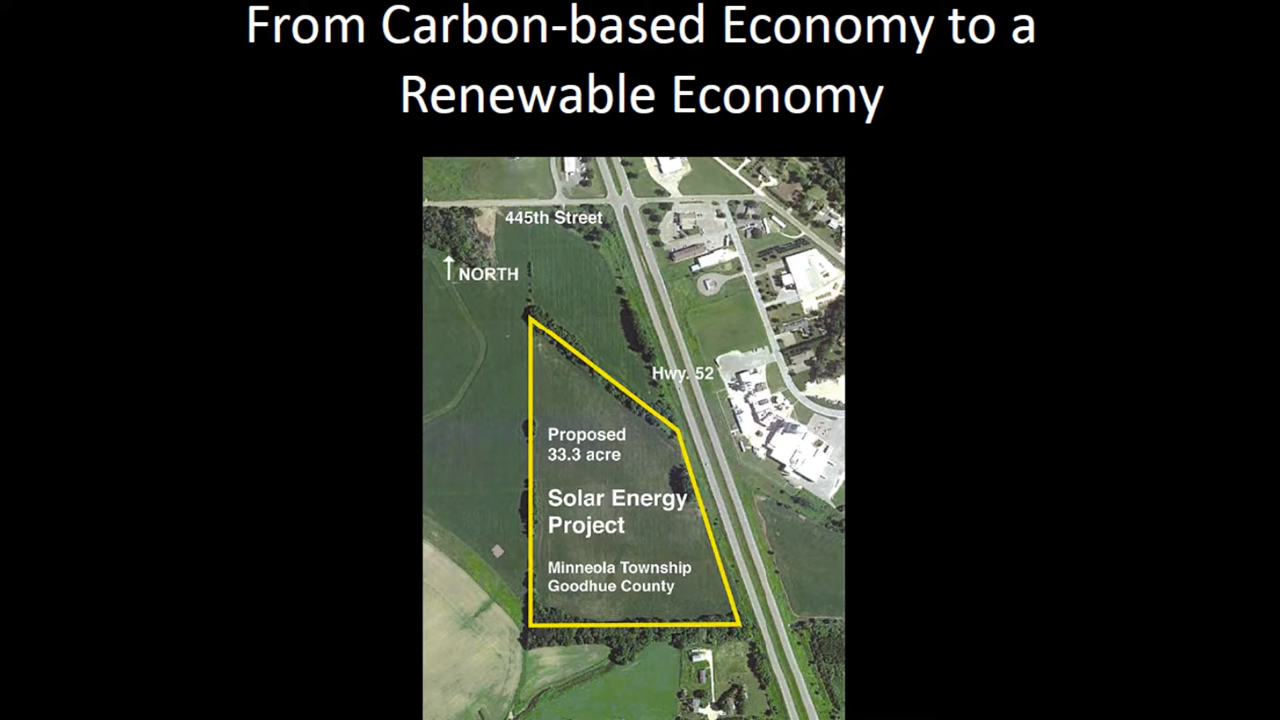 From Carbon-based Economy to a
Renewable Economy
445th Street
NORTH
Hwy. 52
Proposed
33.3 acre
Solar Energy
Project
Minneola Township
Goodhue County